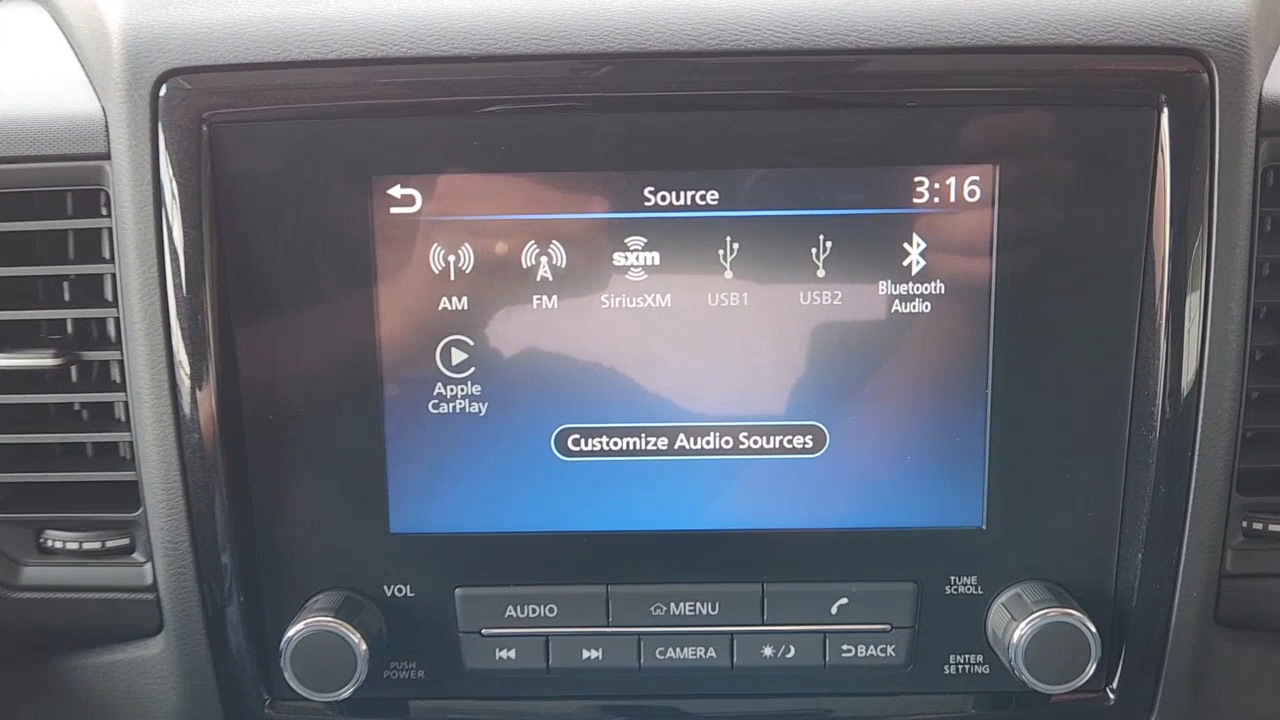 Source
3:16
AM
FM
sxm
SiriusXM
USB1
USB2
Bluetooth
Audio
Apple
CarPlay
Customize Audio Sources
VOL
PUSH
POWER
AUDIO
MENU
CAMERA
BACK
TUNE
SCROLL
ENTER
SETTING